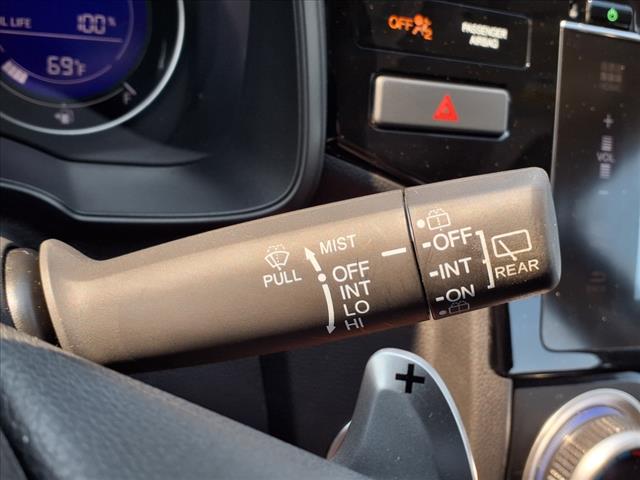 LIFE 100%
69°F
F
OFF
PASSENGER
AIRBAG
VOL
+
PULL
MIST
OFF
INT
LO
HI
OFF
INT
ON
REAR
+